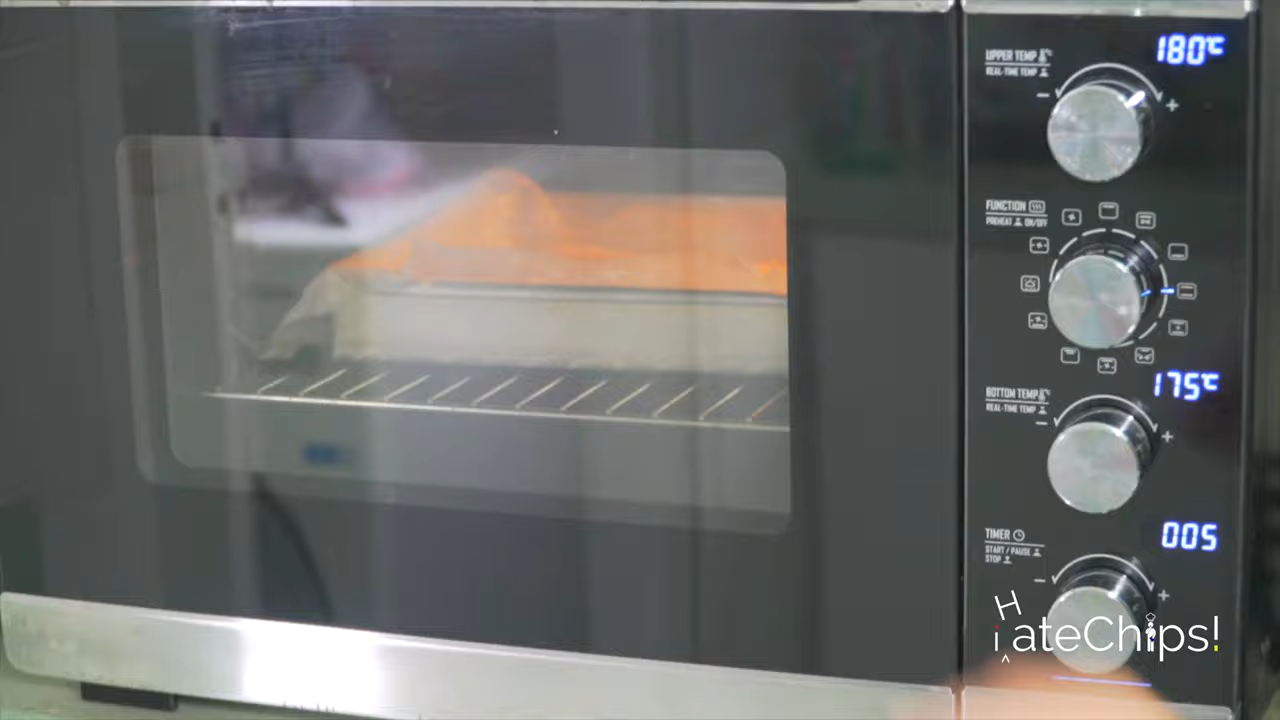 180℃
UPPER TEMP
REAL-TIME TEMP
- +
FUNCTION
PREHEAT ON/OFF
175℃
BOTTOM TEMP
REAL-TIME TEMP
- +
005
TIMER
START / PAUSE
STOP
- +
H
iateChips!